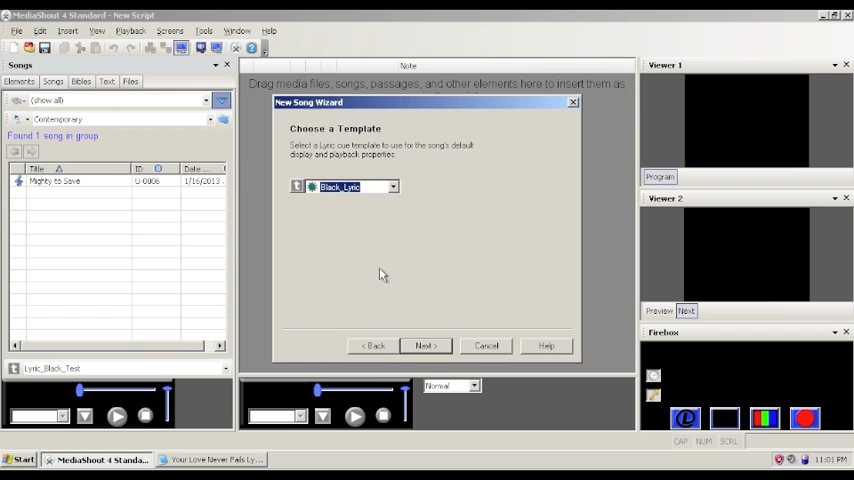 MediaShout 4 Standard - New Script
File Edit Insert View Playback Screens Tools Window Help
Songs
Elements Songs Bibles Text Files
(show all)
Contemporary
Found 1 song in group
Title ID Date ...
Mighty to Save U-0006 1/16/2013
Lyric_Black_Test
Note
Drag media files, songs, passages, and other elements here to insert them as
New Song Wizard
Choose a Template
Select a Lyric cue template to use for the song's default
display and playback properties:
Black_Lyric
< Back Next > Cancel Help
Normal
Viewer 1
Program
Viewer 2
Preview Next
Firebox
CAP NUM SCRL
Start MediaShout 4 Standa... Your Love Never Fails Ly... 11:01 PM